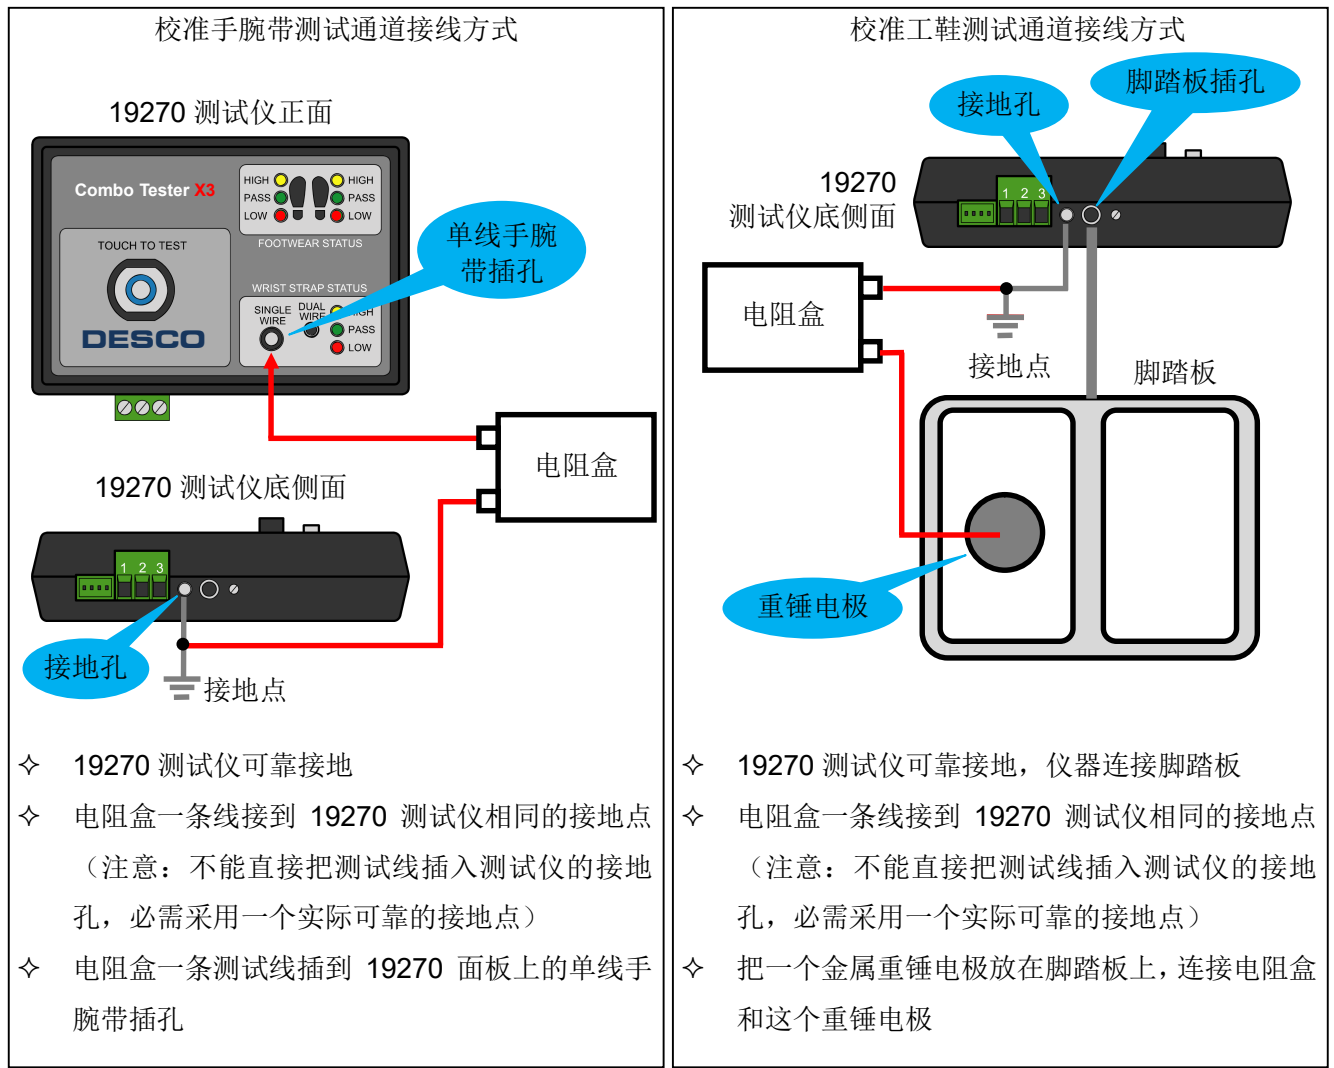 校准手腕带测试通道接线方式
19270 测试仪正面
Combo Tester X3
HIGH HIGH
PASS PASS
LOW LOW
FOOTWEAR STATUS
TOUCH TO TEST
DESCO
WRIST STRAP STATUS
SINGLE WIRE
DUAL WIRE
HIGH
PASS
LOW
单线手腕
带插孔
电阻盒
19270 测试仪底侧面
1 2 3
接地孔
接地点
✧ 19270 测试仪可靠接地
✧ 电阻盒一条线接到 19270 测试仪相同的接地点
（注意：不能直接把测试线插入测试仪的接地
孔，必需采用一个实际可靠的接地点）
✧ 电阻盒一条测试线插到 19270 面板上的单线手
腕带插孔
校准工鞋测试通道接线方式
接地孔
脚踏板插孔
19270
测试仪底侧面
1 2 3
电阻盒
接地点
脚踏板
重锤电极
✧ 19270 测试仪可靠接地，仪器连接脚踏板
✧ 电阻盒一条线接到 19270 测试仪相同的接地点
（注意：不能直接把测试线插入测试仪的接地
孔，必需采用一个实际可靠的接地点）
✧ 把一个金属重锤电极放在脚踏板上，连接电阻盒
和这个重锤电极